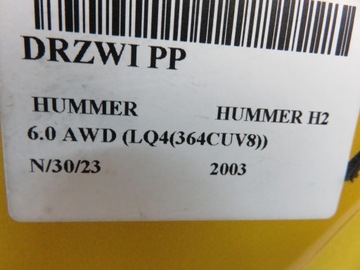 DRZWI PP
HUMMER HUMMER H2
6.0 AWD (LQ4(364CUV8))
N/30/23 2003